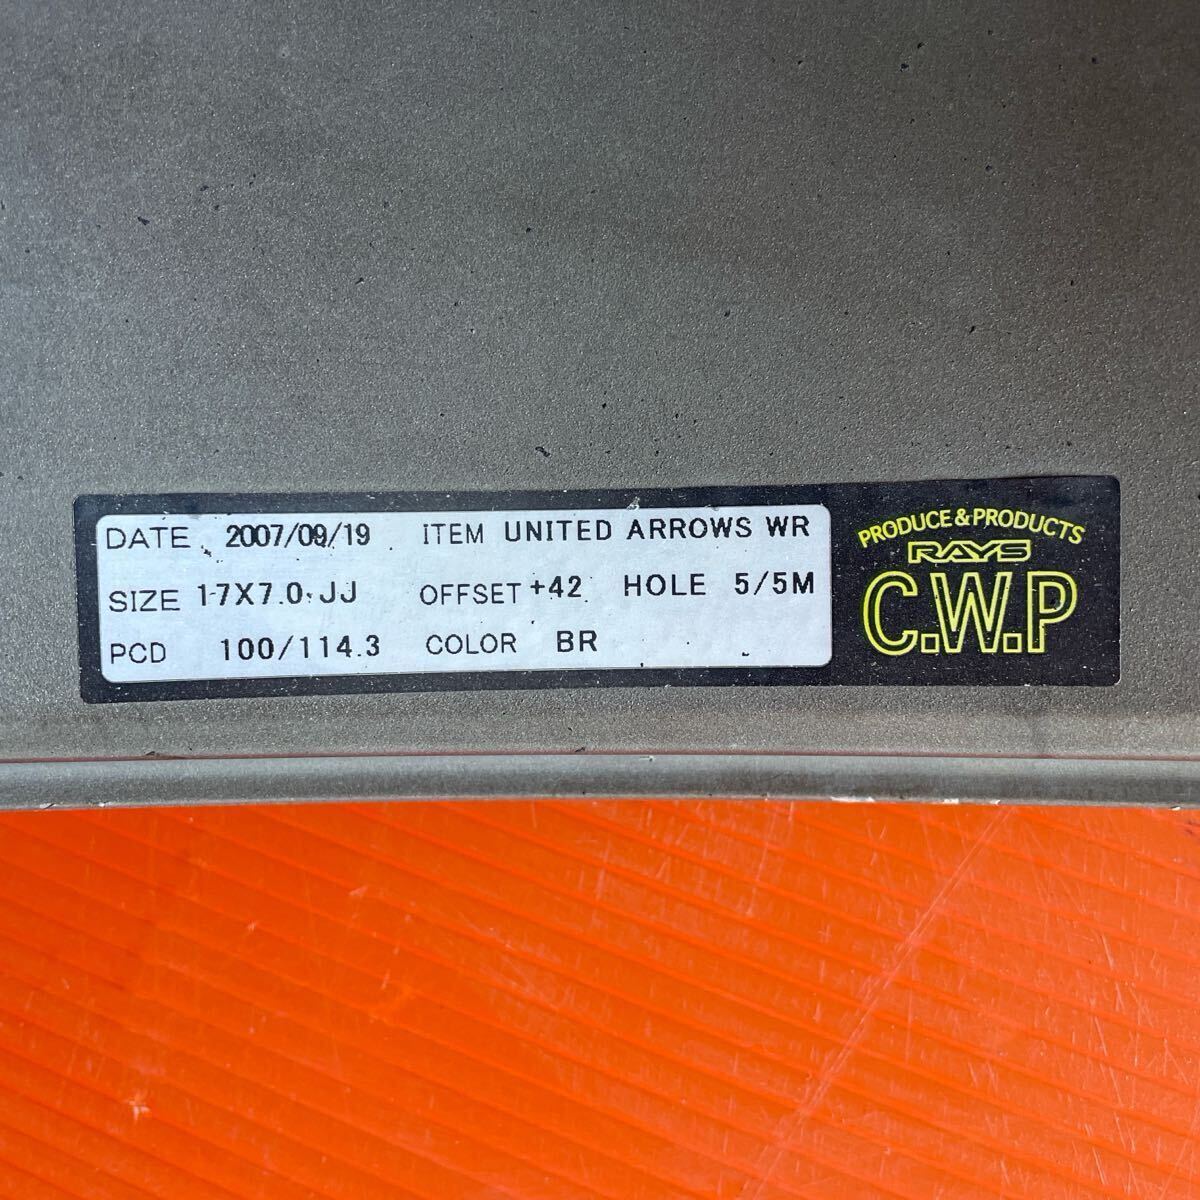 DATE 2007/09/19 ITEM UNITED ARROWS WR
SIZE 17X7.0 JJ OFFSET +42 HOLE 5/5M
PCD 100/114.3 COLOR BR
PRODUCE & PRODUCTS
RAYS
C.W.P